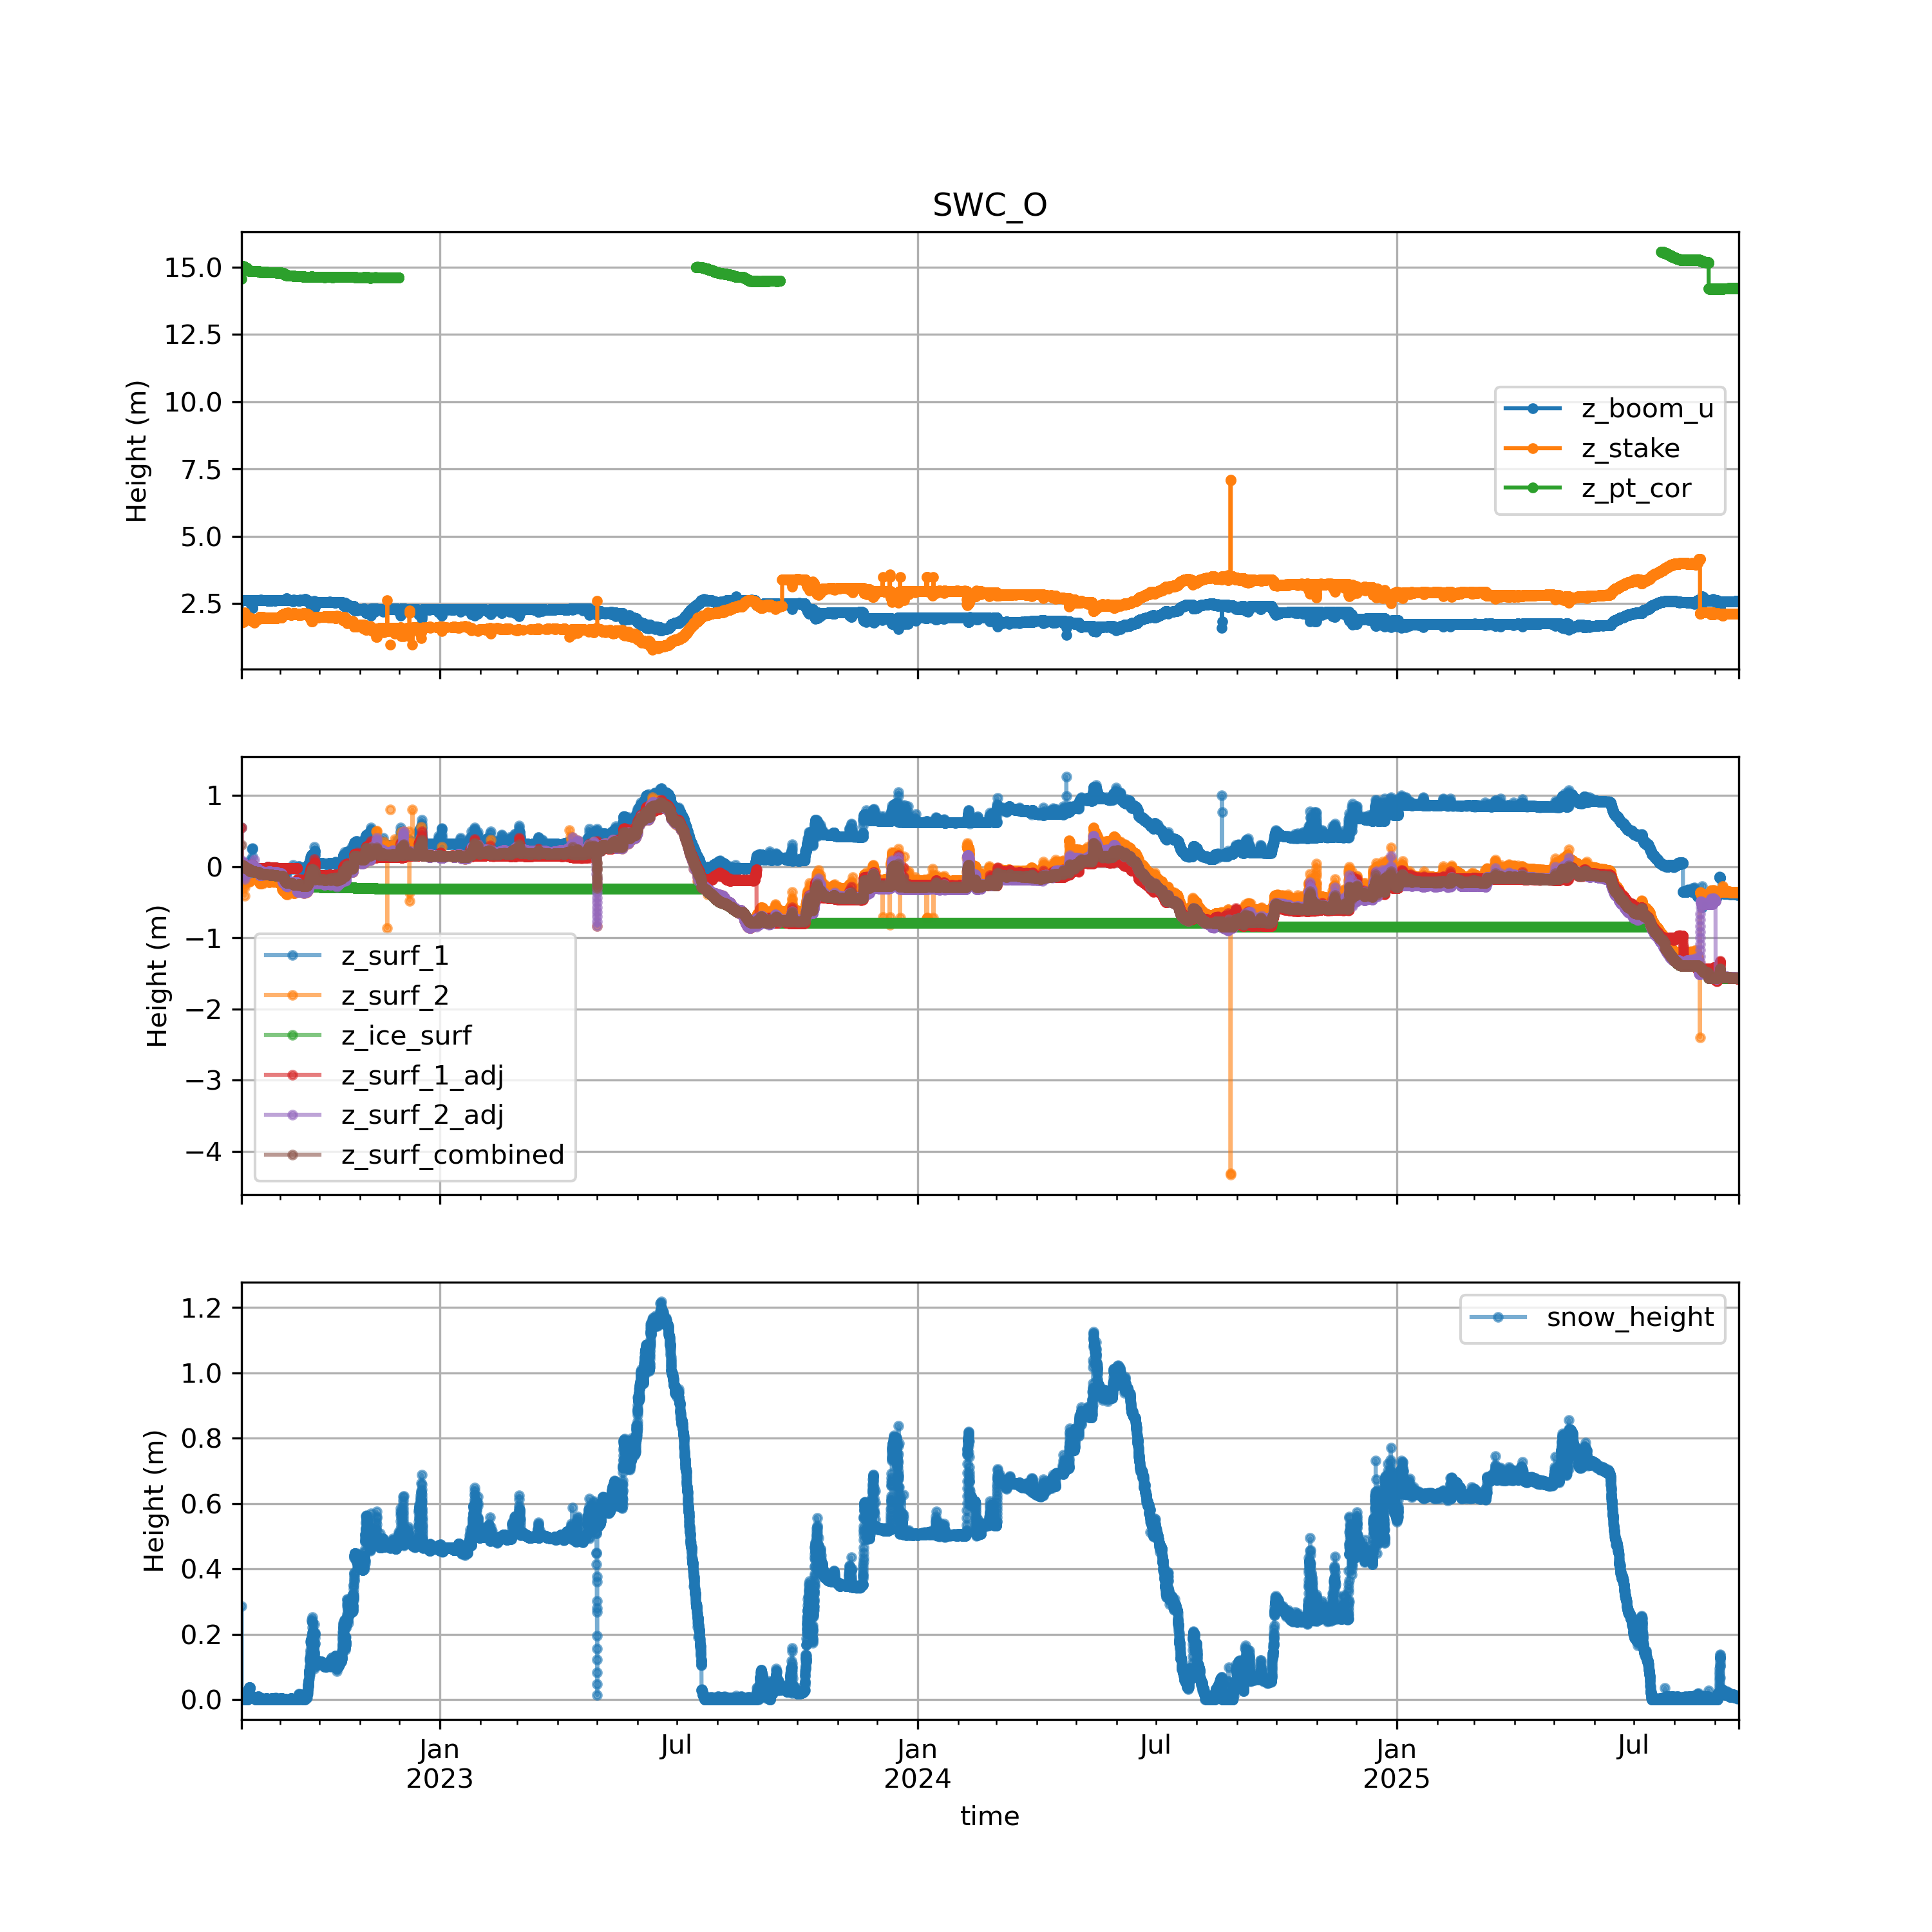 SWC_O
15.0
12.5
10.0
7.5
5.0
2.5
Height (m)
z_boom_u
z_stake
z_pt_cor
1
0
−1
−2
−3
−4
Height (m)
z_surf_1
z_surf_2
z_ice_surf
z_surf_1_adj
z_surf_2_adj
z_surf_combined
1.2
1.0
0.8
0.6
0.4
0.2
0.0
Height (m)
snow_height
Jan
2023
Jul
Jan
2024
Jul
Jan
2025
Jul
time